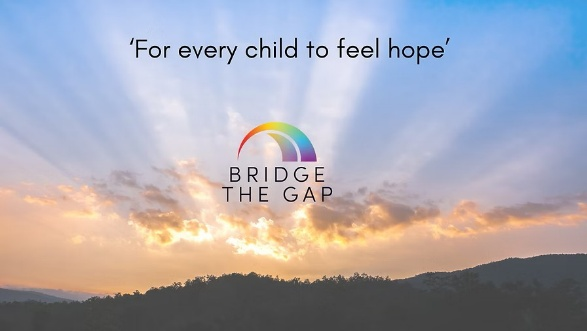 ‘For every child to feel hope’
BRIDGE
THE GAP